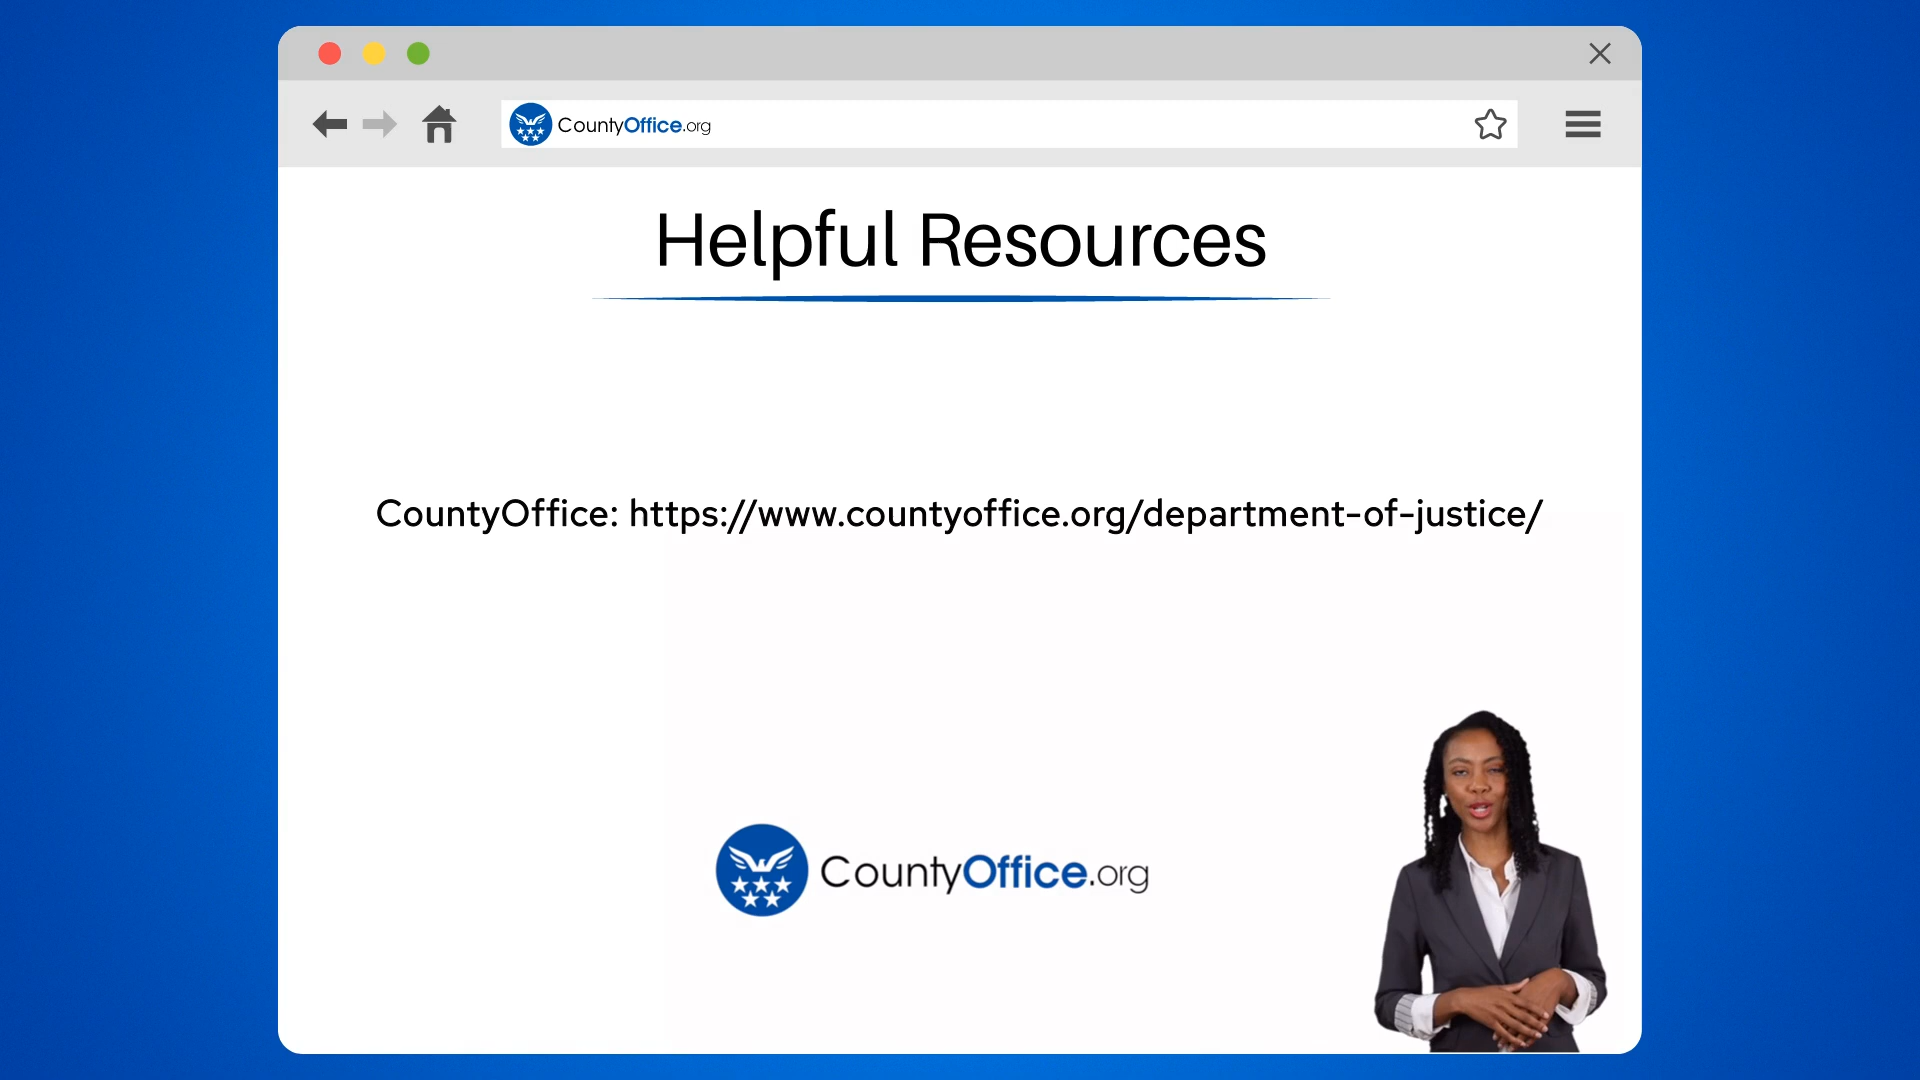 CountyOffice.org
Helpful Resources
CountyOffice: https://www.countyoffice.org/department-of-justice/
CountyOffice.org